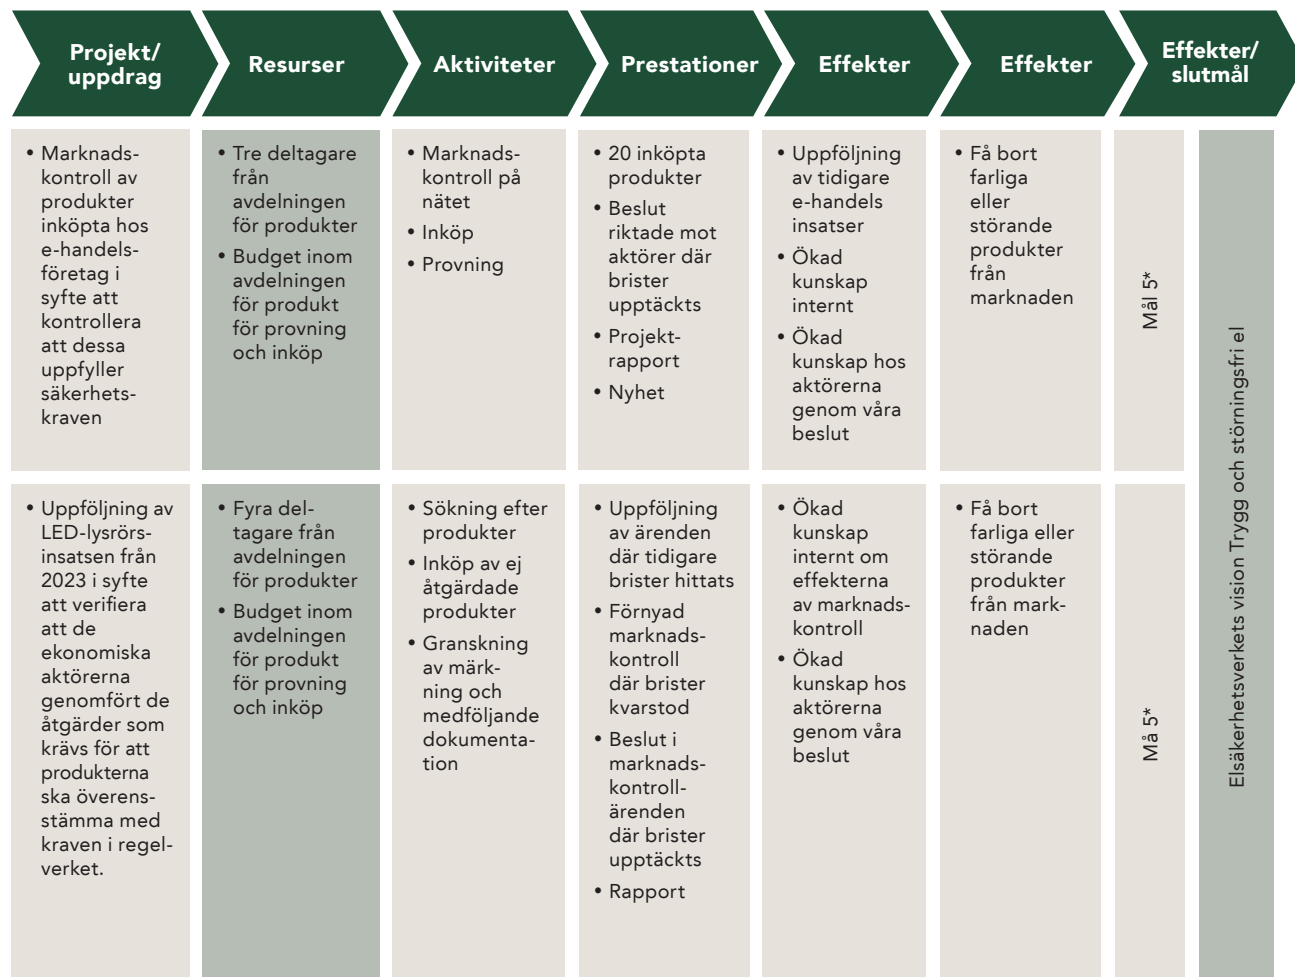 Projekt/
uppdrag
Resurser
Aktiviteter
Prestationer
Effekter
Effekter
Effekter/
slutmål
• Marknads-
kontroll av
produkter
inköpta hos
e-handels-
företag i
syfte att
kontrollera
att dessa
uppfyller
säkerhets-
kraven
• Tre deltagare
från
avdelningen
för produkter
• Budget inom
avdelningen
för produkt
för provning
och inköp
• Marknads-
kontroll på
nätet
• Inköp
• Provning
• 20 inköpta
produkter
• Beslut
riktade mot
aktörer där
brister
upptäckts
• Projekt-
rapport
• Nyhet
• Uppföljning
av tidigare
e-handels
insatser
• Ökad
kunskap
internt
• Ökad
kunskap hos
aktörerna
genom våra
beslut
• Få bort
farliga
eller
störande
produkter
från
marknaden
Mål 5*
• Uppföljning av
LED-lysrörs-
insatsen från
2023 i syfte
att verifiera
att de
ekonomiska
aktörerna
genomfört de
åtgärder som
krävs för att
produkterna
ska överens-
stämma med
kraven i regel-
verket.
• Fyra del-
tagare från
avdelningen
för produkter
• Budget inom
avdelningen
för produkt
för provning
och inköp
• Sökning efter
produkter
• Inköp av ej
åtgärdade
produkter
• Granskning
av märk-
ning och
medföljande
dokumenta-
tion
• Uppföljning
av ärenden
där tidigare
brister hittats
• Förnyad
marknads-
kontroll
där brister
kvarstod
• Beslut i
marknads-
kontroll-
ärenden
där brister
upptäckts
• Rapport
• Ökad
kunskap
internt om
effekterna
av marknads-
kontroll
• Ökad
kunskap hos
aktörerna
genom våra
beslut
• Få bort
farliga eller
störande
produkter
från mark-
naden
Må 5*
Elsäkerhetsverkets vision Trygg och störningsfri el